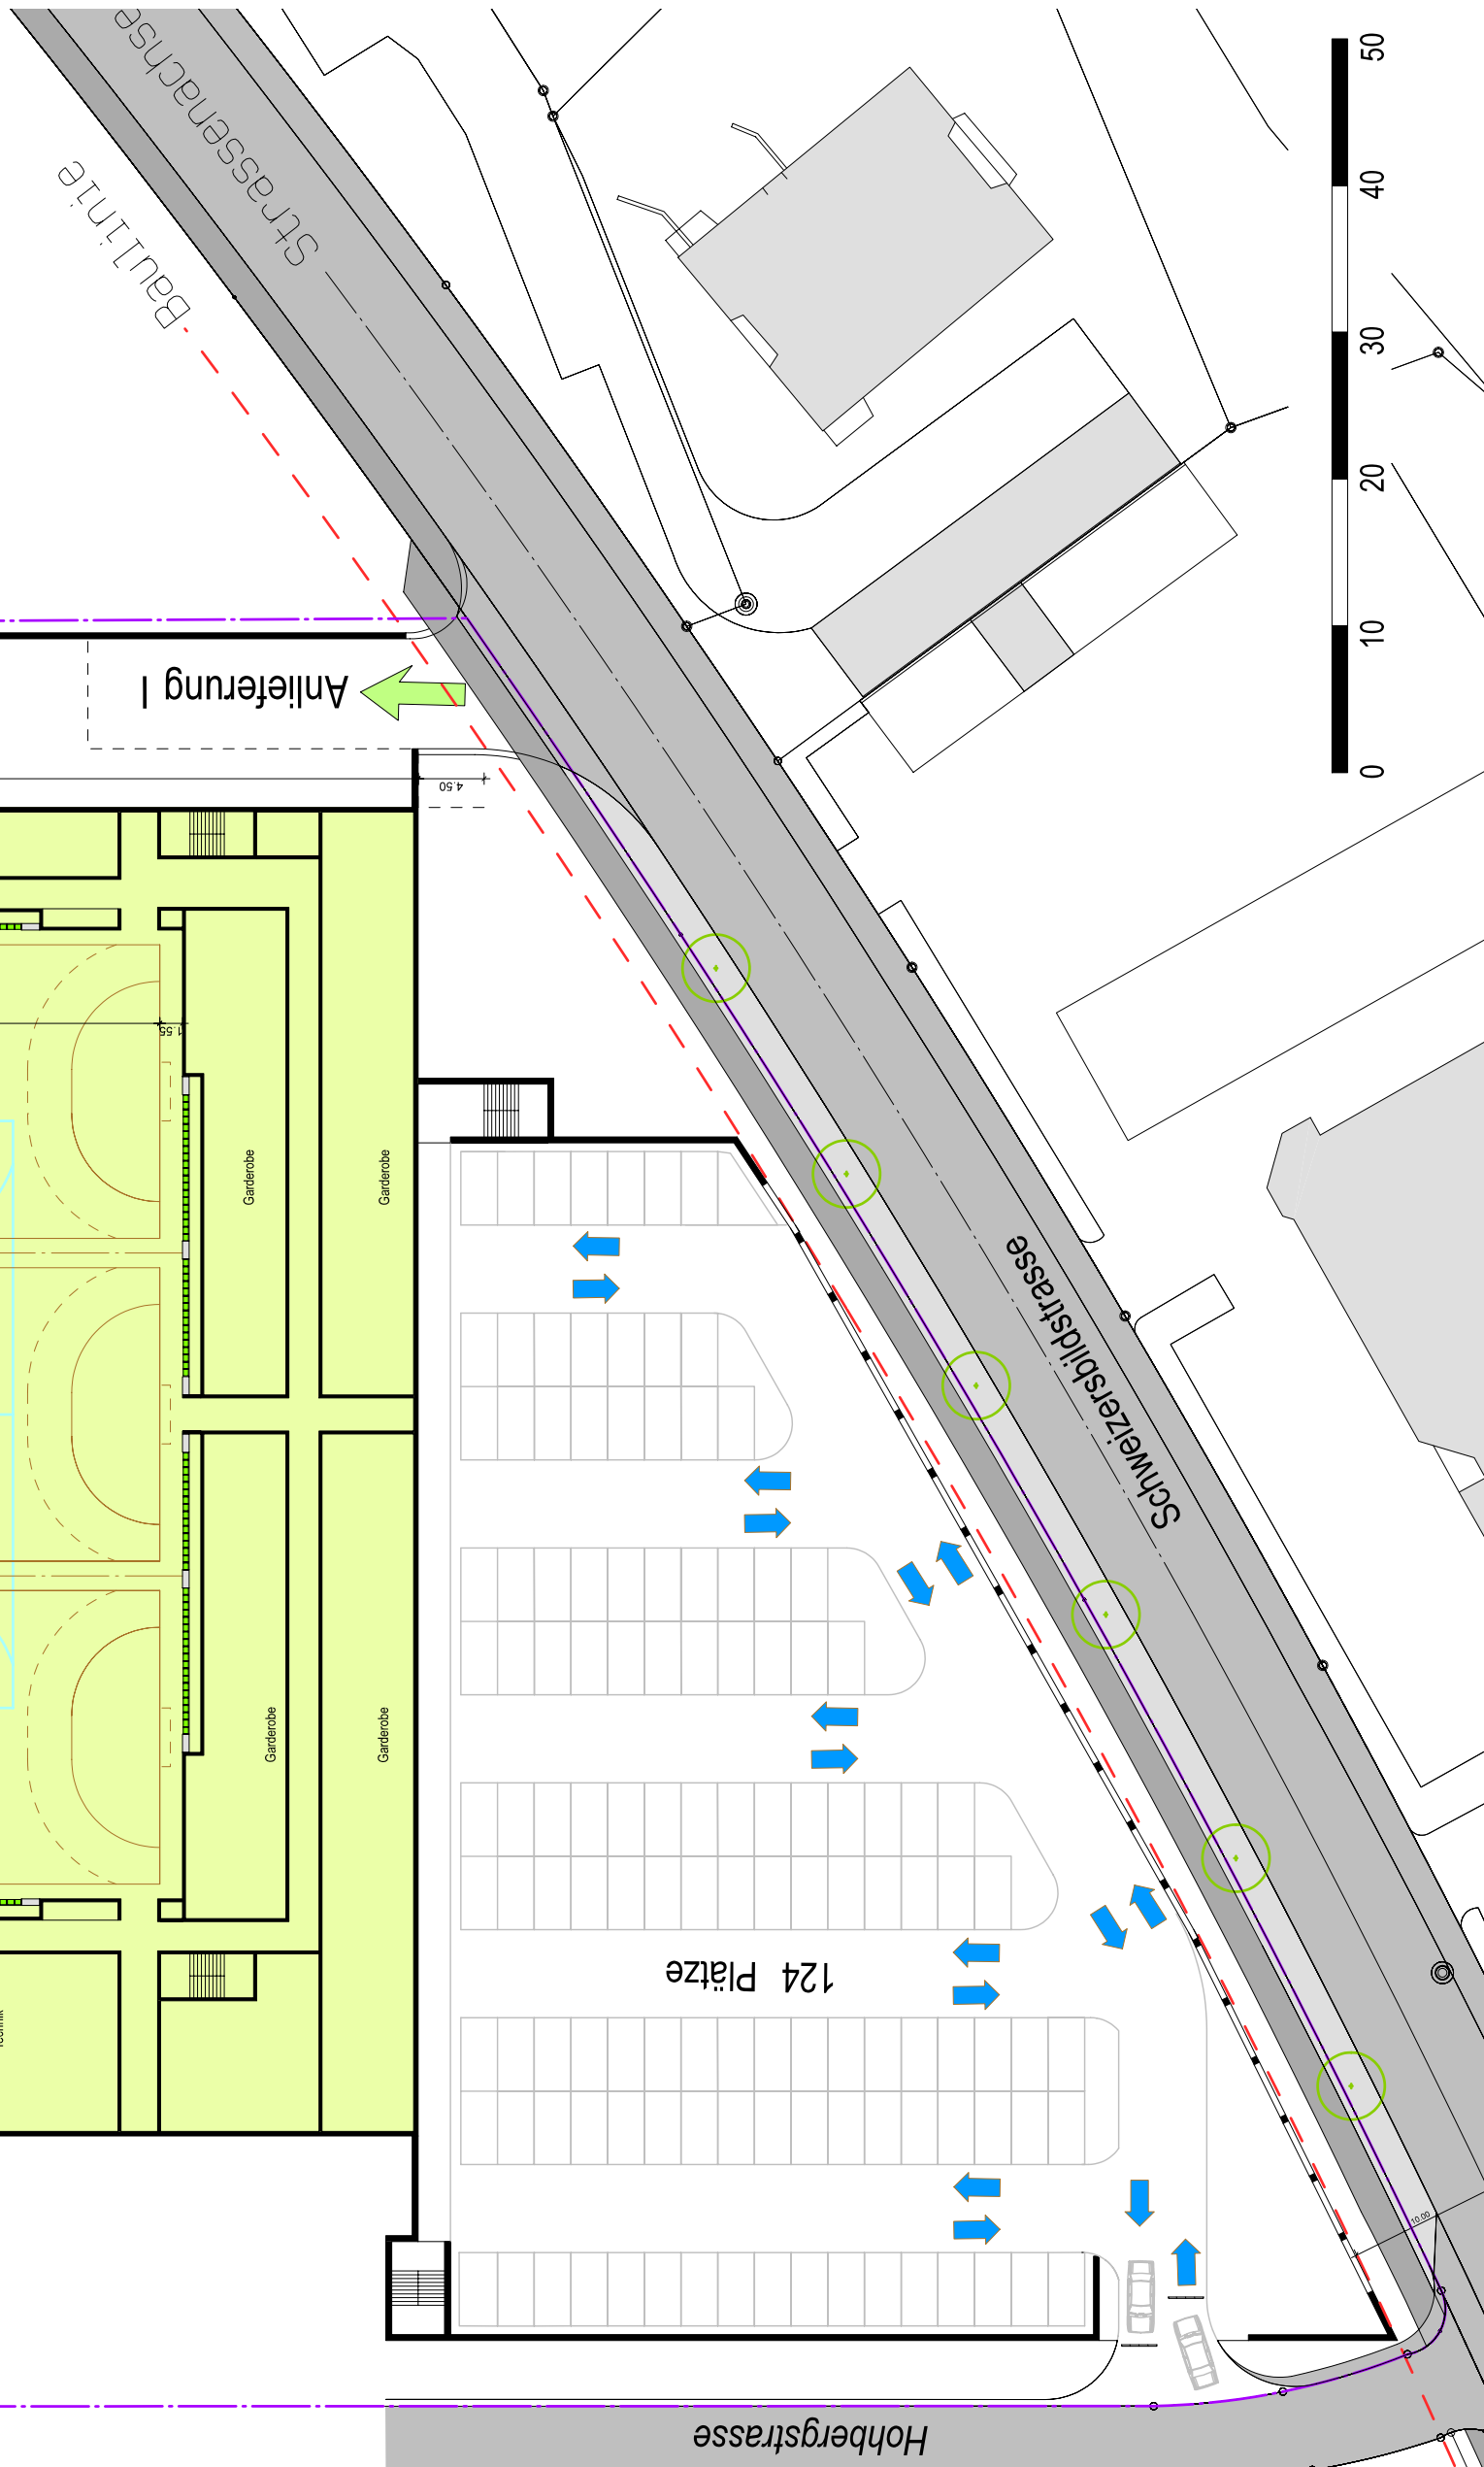 Strassenachse
Baulinie
50
40
30
20
10
0
Anlieferung I
4.50
1.55
Garderobe
Garderobe
Schweizersbildstrasse
Garderobe
Garderobe
124 Plätze
10.00
Hohbergstrasse